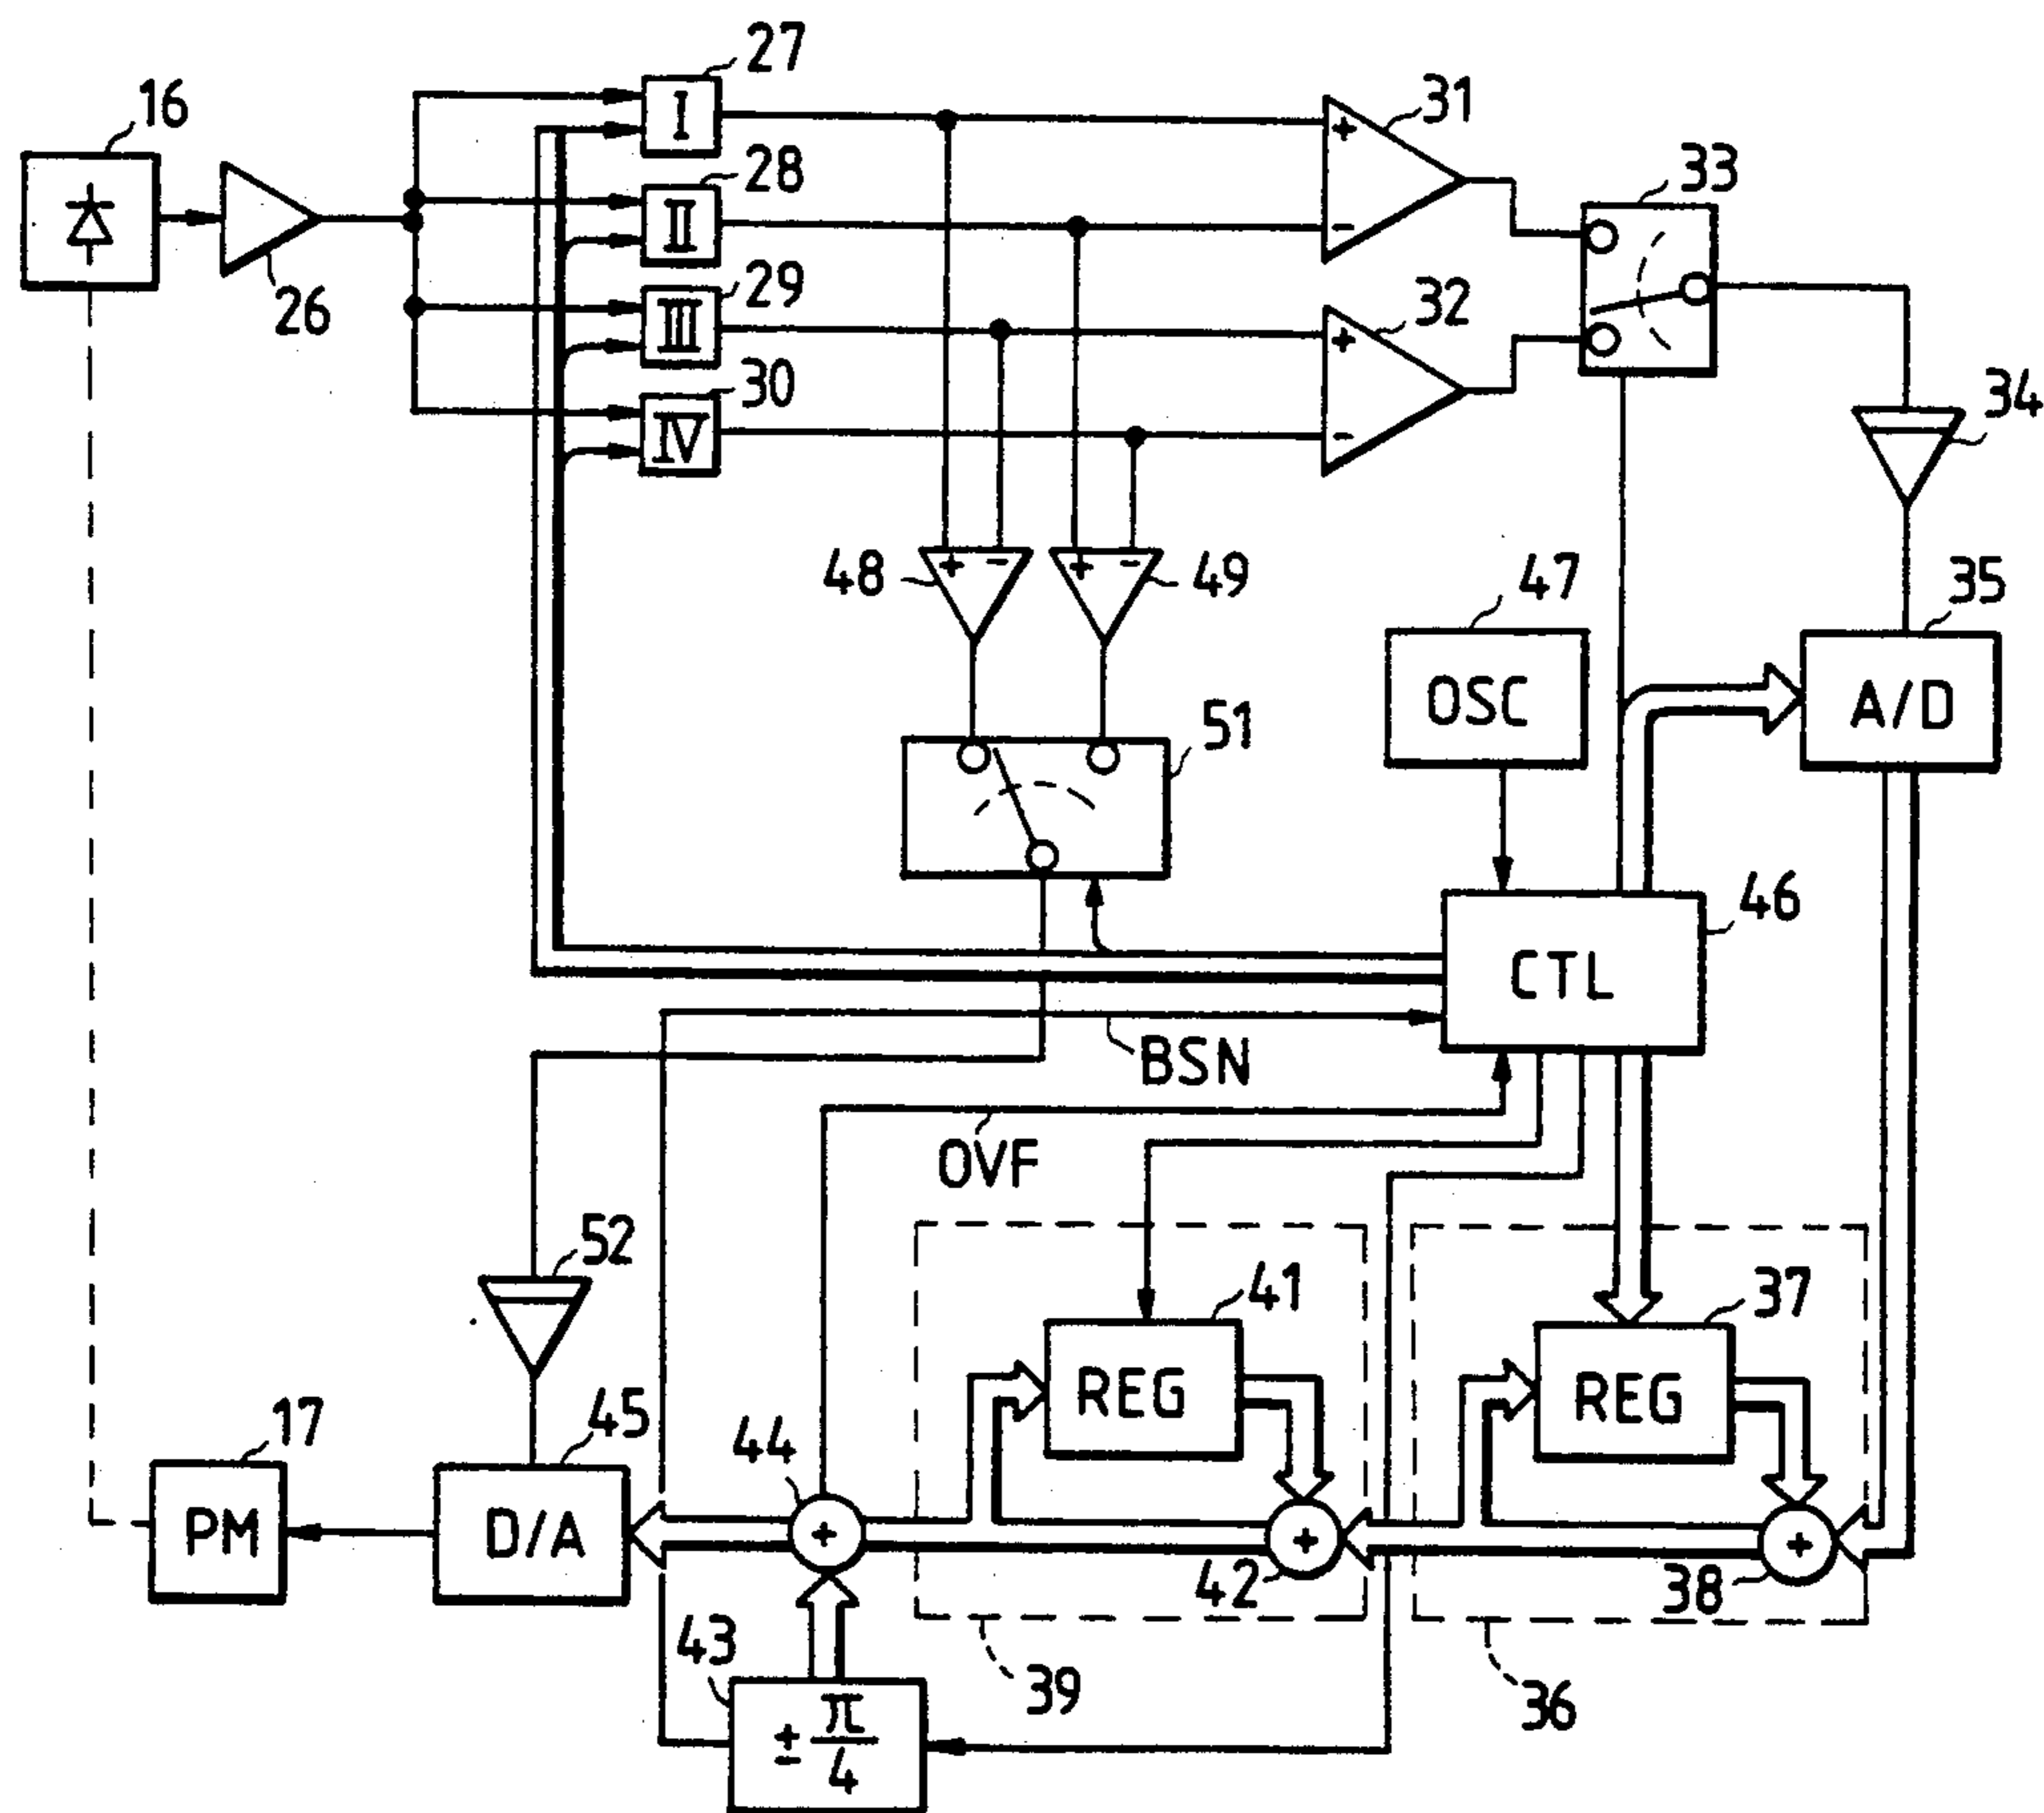 27
16
I
31
28
33
II
26
29
III
32
30
34
IV
48
49
47
35
OSC
A/D
51
46
CTL
BSN
OVF
52
41
37
REG
REG
17
45
44
PM
D/A
+
+
+
42
38
43
39
36
± π/4
+
-
+
-
+ -
+ -